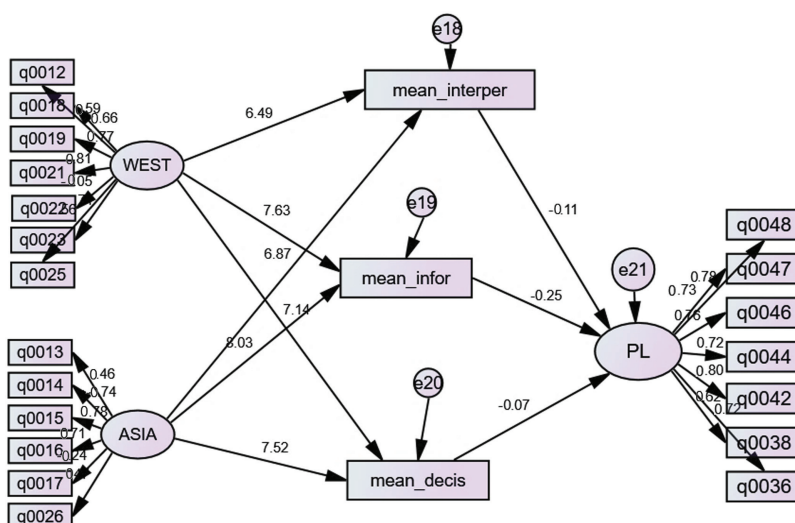 e18
q0012
mean_interper
q0018
0.59
0.66
q0019
0.77
6.49
WEST
q0021
0.81
-0.05
q0022
q0023
q0025
7.63
e19
-0.11
6.87
mean_infor
7.14
-0.25
8.03
e21
q0048
0.78
q0047
0.73
q0046
0.76
PL
0.72
q0044
0.80
q0042
0.62
0.72
q0038
q0036
q0013
0.46
q0014
0.74
q0015
0.78
ASIA
0.71
q0016
-0.24
q0017
q0026
7.52
e20
-0.07
mean_decis